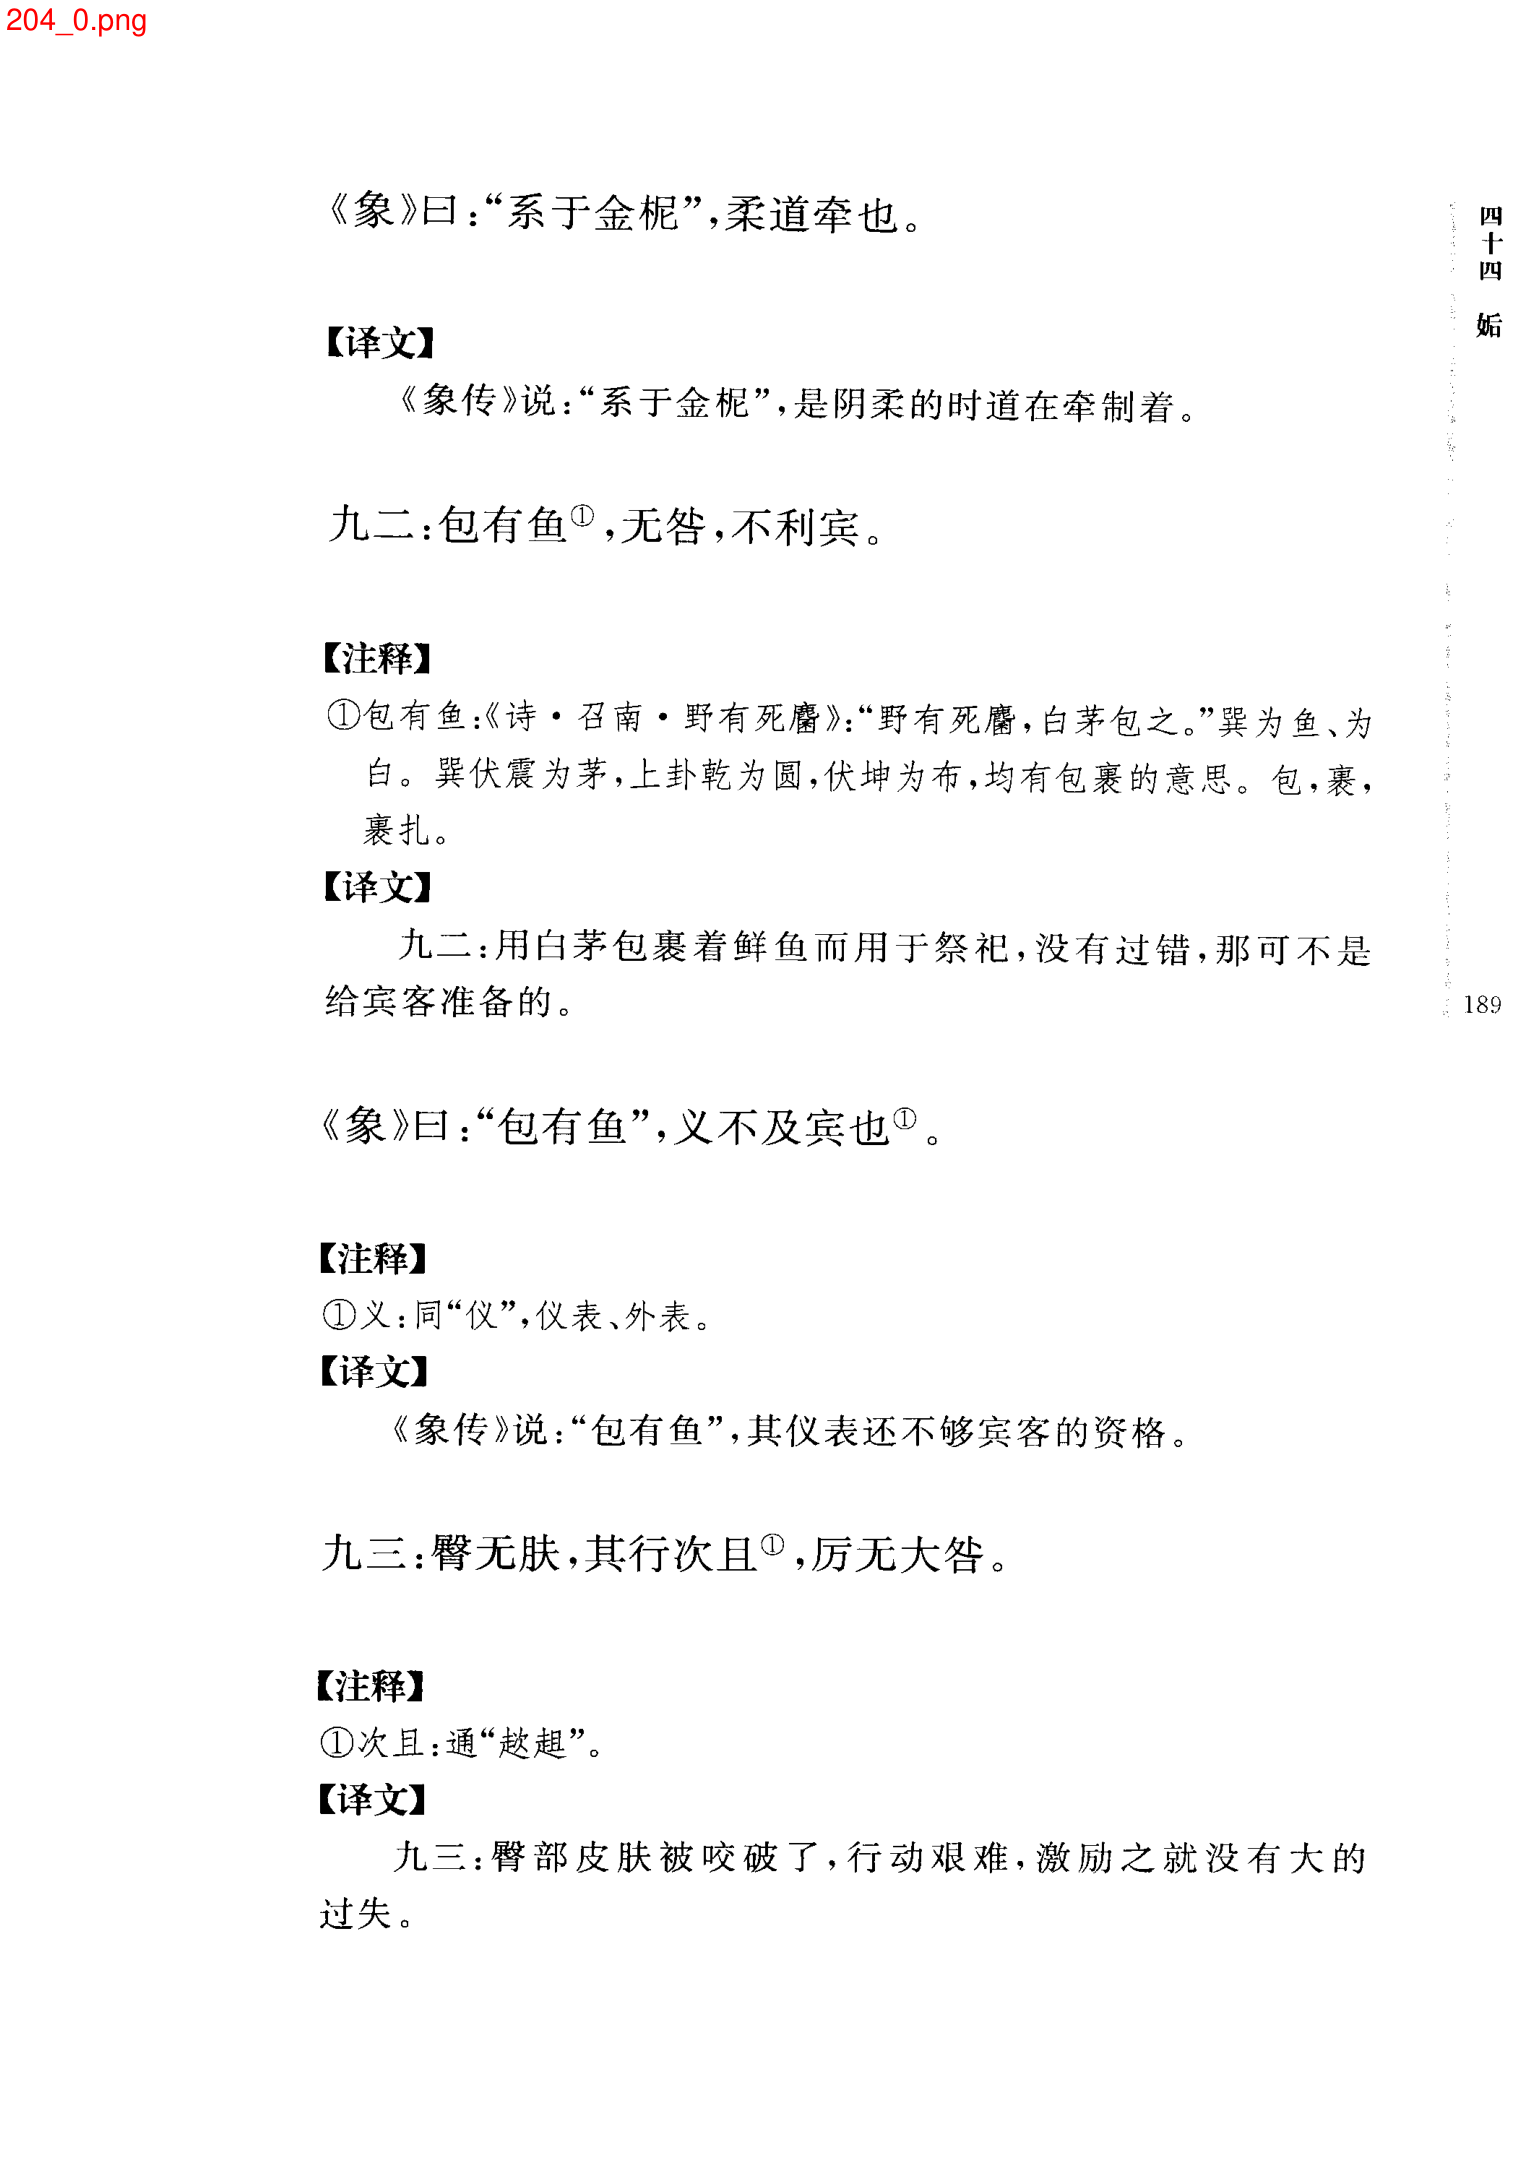 204_0.png
《象》曰:“系于金柅”,柔道牵也。
四十四 姤
【译文】
《象传》说:“系于金柅”,是阴柔的时道在牵制着。
九二:包有鱼①,无咎,不利宾。
【注释】
①包有鱼:《诗·召南·野有死麕》:“野有死麕,白茅包之。”巽为鱼、为
白。巽伏震为茅,上卦乾为圆,伏坤为布,均有包裹的意思。包,裹,
裹扎。
【译文】
九二:用白茅包裹着鲜鱼而用于祭祀,没有过错,那可不是
给宾客准备的。
189
《象》曰:“包有鱼”,义不及宾也①。
【注释】
①义:同“仪”,仪表、外表。
【译文】
《象传》说:“包有鱼”,其仪表还不够宾客的资格。
九三:臀无肤,其行次且①,厉无大咎。
【注释】
①次且:通“趑趄”。
【译文】
九三:臀部皮肤被咬破了,行动艰难,激励之就没有大的
过失。